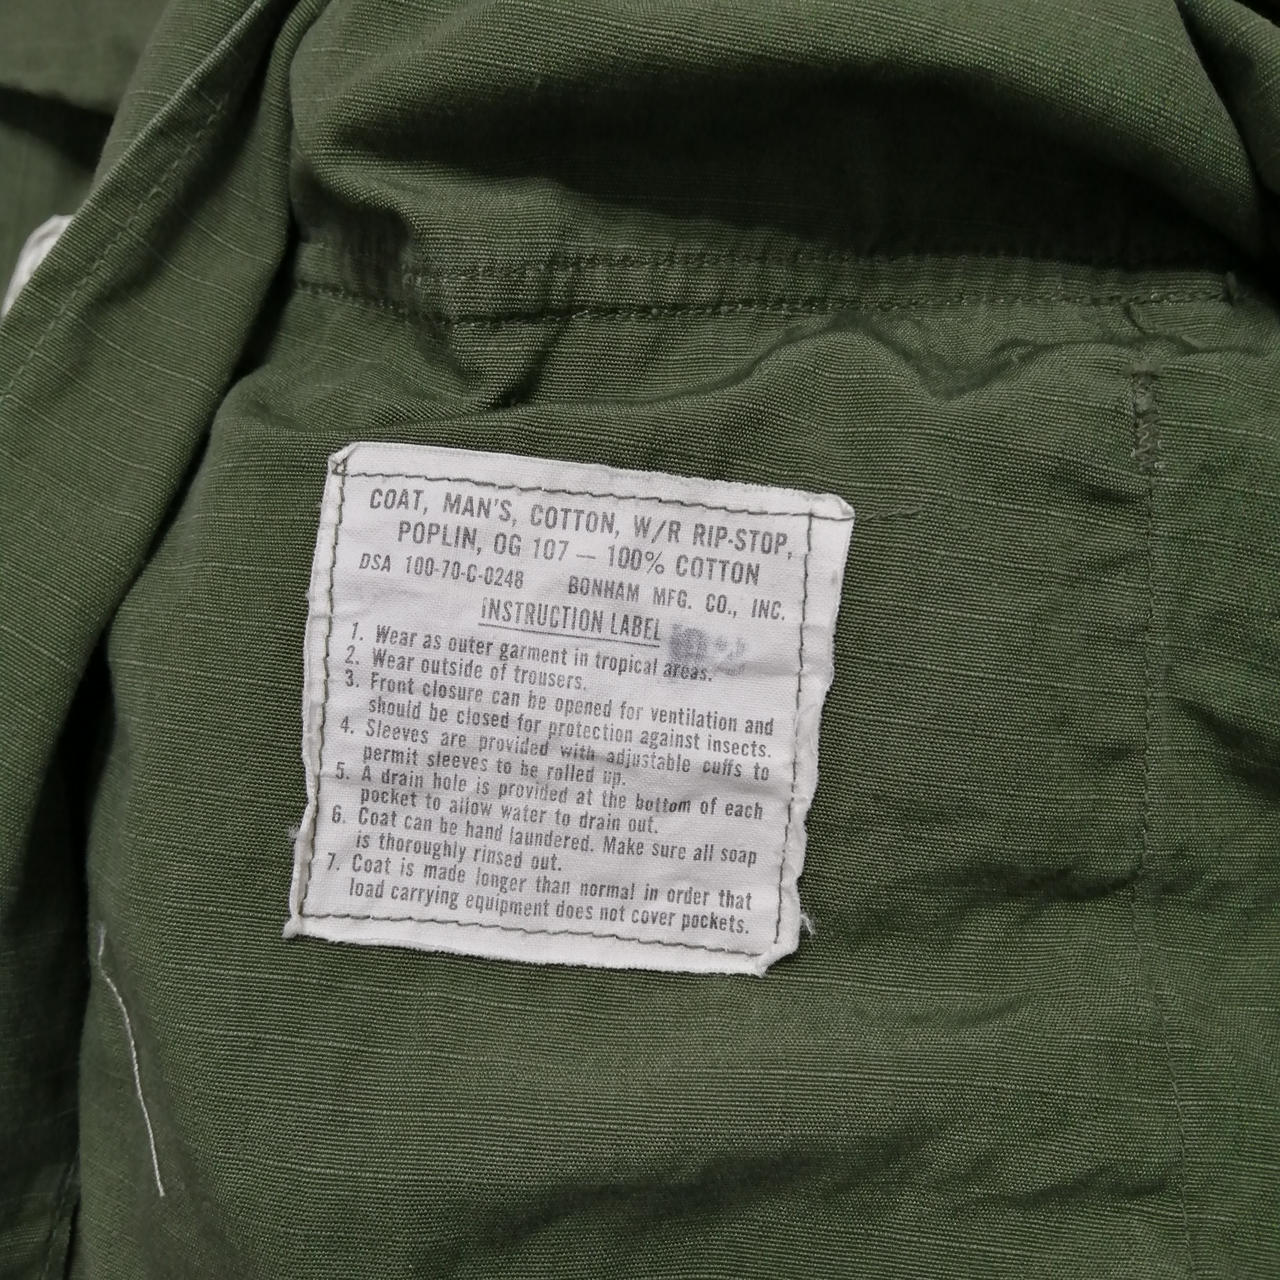 COAT, MAN'S, COTTON, W/R RIP-STOP,
POPLIN, OG 107 — 100% COTTON
DSA 100-70-C-0248 BONHAM MFG. CO., INC.
INSTRUCTION LABEL
1. Wear as outer garment in tropical areas.
2. Wear outside of trousers.
3. Front closure can be opened for ventilation and
should be closed for protection against insects.
4. Sleeves are provided with adjustable cuffs to
permit sleeves to be rolled up.
5. A drain hole is provided at the bottom of each
pocket to allow water to drain out.
6. Coat can be hand laundered. Make sure all soap
is thoroughly rinsed out.
7. Coat is made longer than normal in order that
load carrying equipment does not cover pockets.